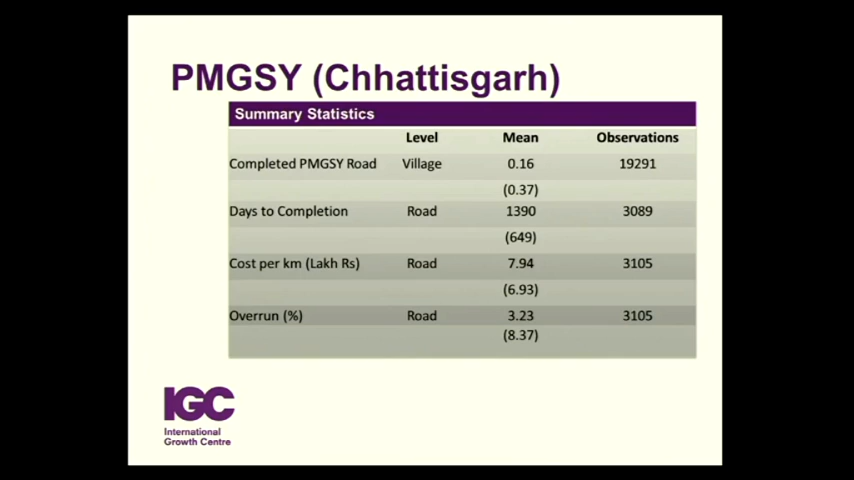 PMGSY (Chhattisgarh)
Summary Statistics
Level Mean Observations
Completed PMGSY Road Village 0.16 19291
(0.37)
Days to Completion Road 1390 3089
(649)
Cost per km (Lakh Rs) Road 7.94 3105
(6.93)
Overrun (%) Road 3.23 3105
(8.37)
IGC
International
Growth Centre